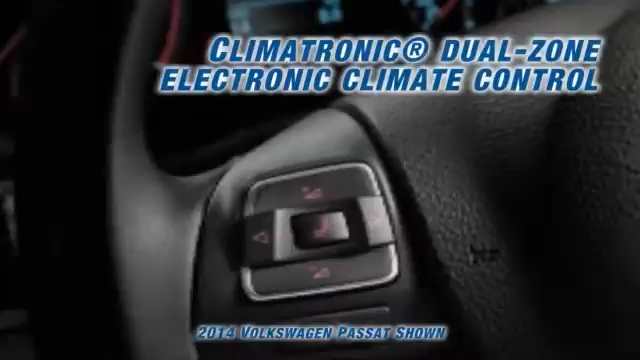 CLIMATRONIC® DUAL-ZONE
ELECTRONIC CLIMATE CONTROL
2014 VOLKSWAGEN PASSAT SHOWN